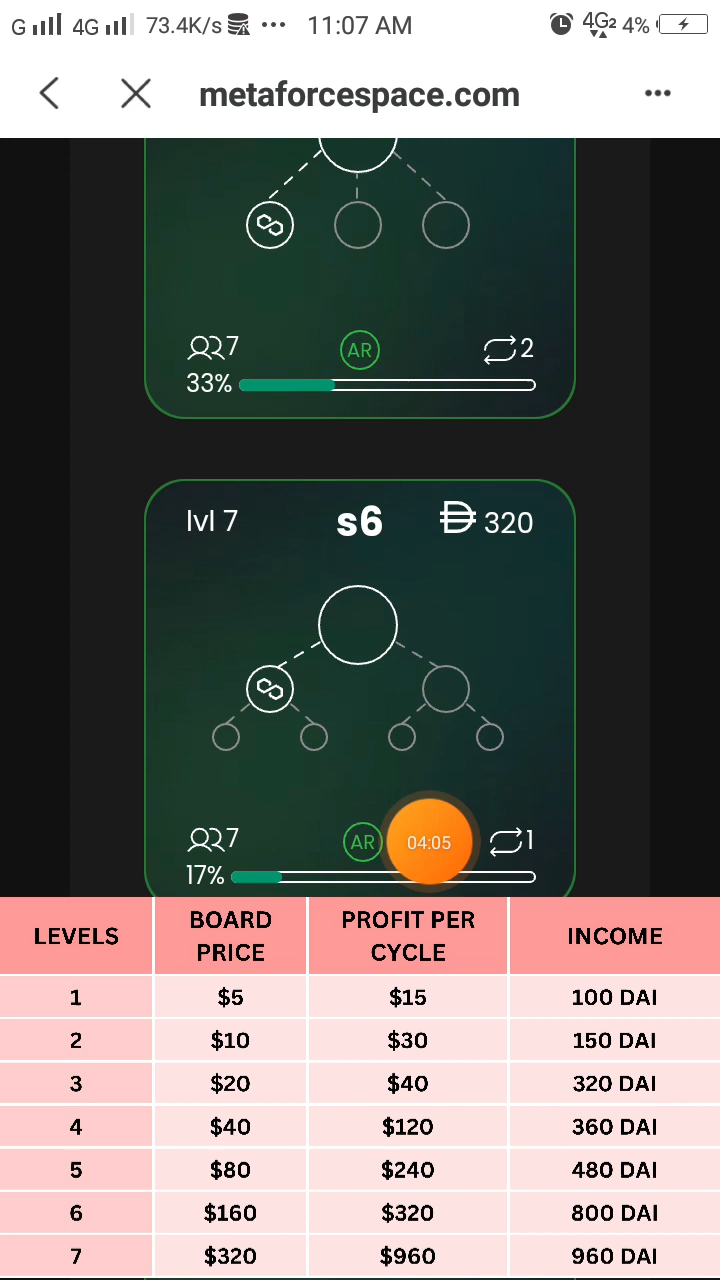 G 4G 73.4K/s ••• 11:07 AM 4G2 4%
metaforcespace.com •••
7 AR 2
33%
lvl 7 s6 320
7 AR 04:05 1
17%
LEVELS BOARD PRICE PROFIT PER CYCLE INCOME
1 $5 $15 100 DAI
2 $10 $30 150 DAI
3 $20 $40 320 DAI
4 $40 $120 360 DAI
5 $80 $240 480 DAI
6 $160 $320 800 DAI
7 $320 $960 960 DAI